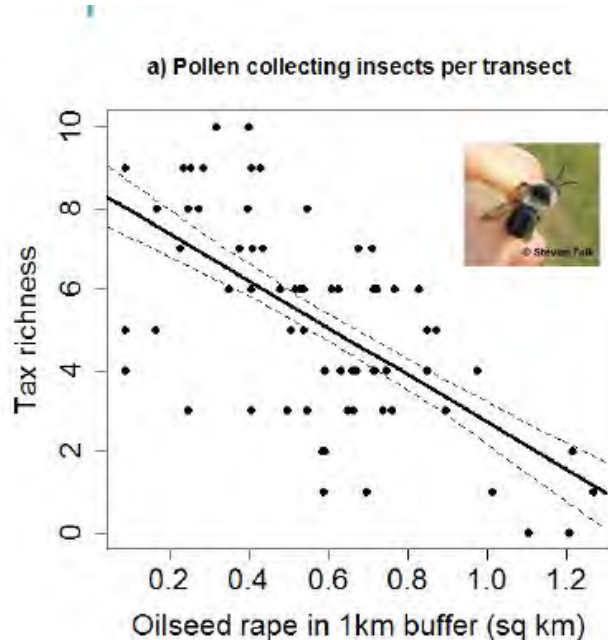 a) Pollen collecting insects per transect
10
8
6
4
2
0
Tax richness
© Steven Falk
0.2 0.4 0.6 0.8 1.0 1.2
Oilseed rape in 1km buffer (sq km)